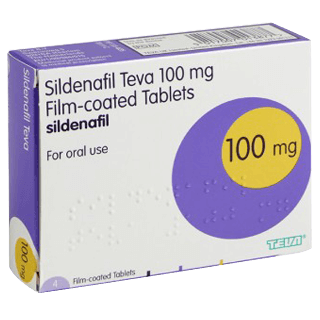 Sildenafil Teva 100 mg
Film-coated Tablets
sildenafil
For oral use
100 mg
TEVA
4 Film-coated Tablets
Sildenafil Teva
100 mg